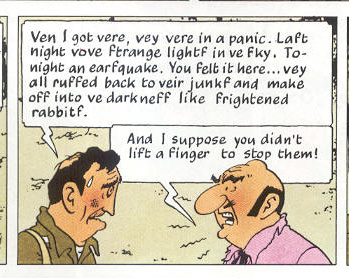 Ven I got vere, vey vere in a panic. Laft
night vove ftrange lightf in ve fky. To-
night an earfquake. You felt it here...vey
all ruffed back to veir junkf and make
off into ve darkneff like frightened
rabbitf.
And I suppose you didn't
lift a finger to stop them!